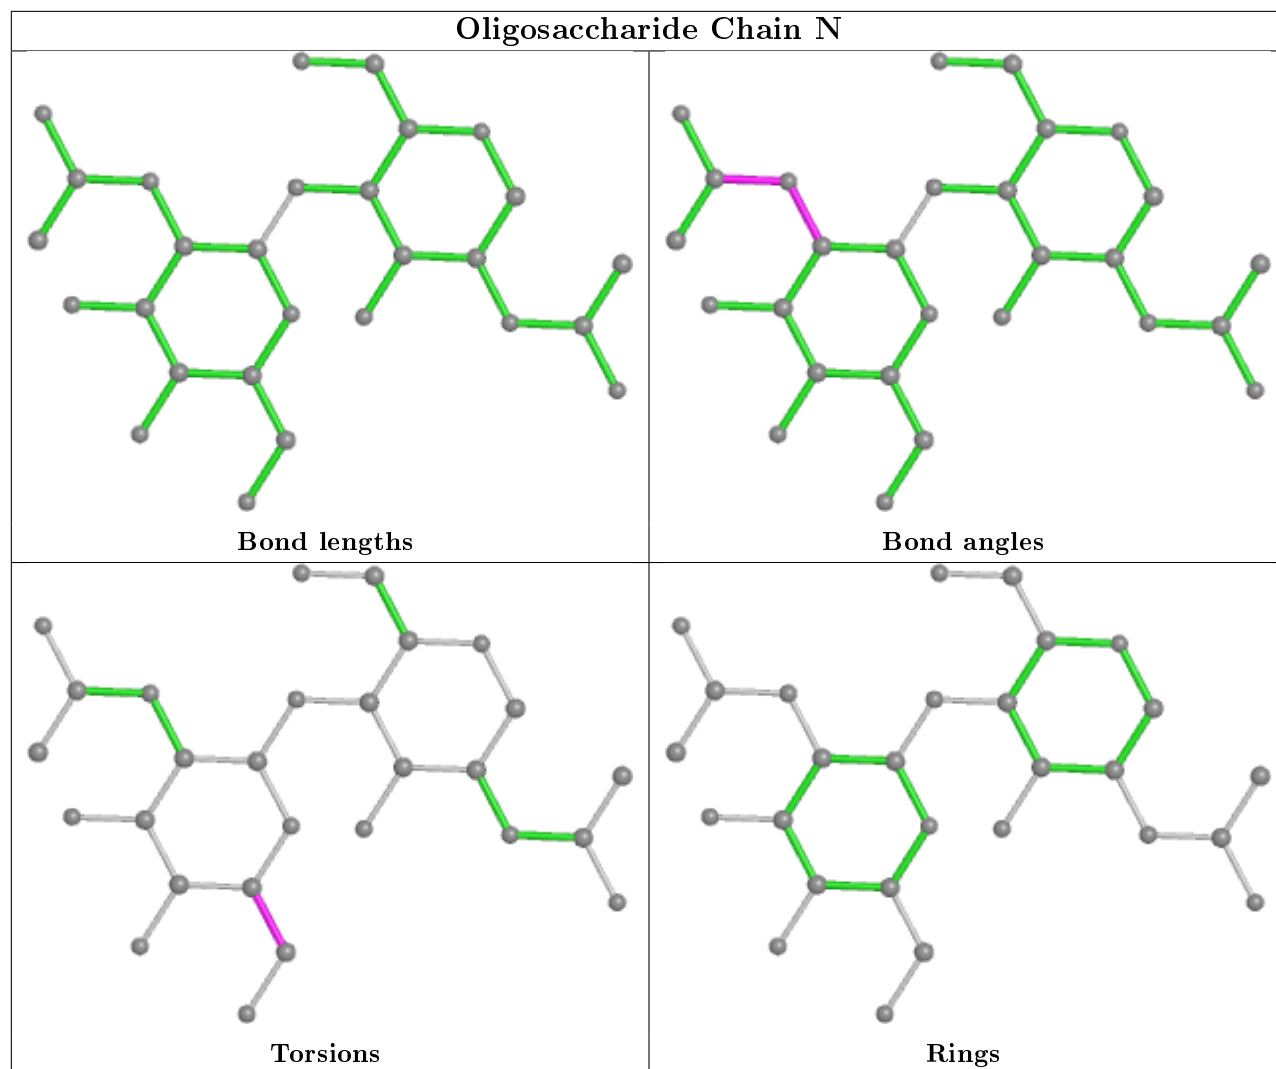 Oligosaccharide Chain N
Bond lengths
Bond angles
Torsions
Rings